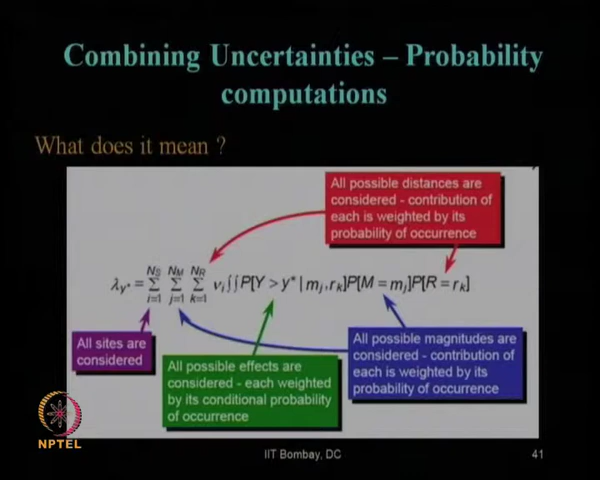 Combining Uncertainties – Probability
computations
What does it mean ?
All possible distances are
considered - contribution of
each is weighted by its
probability of occurrence
λy* = Σ Σ Σ νi∫∫P[Y > y* | mj,rk]P[M = mj]P[R = rk]
NS NM NR
i=1 j=1 k=1
All sites are
considered
All possible effects are
considered - each weighted
by its conditional probability
of occurrence
All possible magnitudes are
considered - contribution of
each is weighted by its
probability of occurrence
NPTEL
IIT Bombay, DC
41